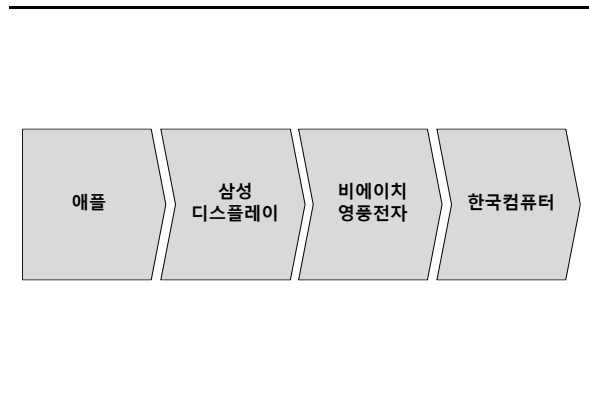 애플
삼성
디스플레이
비에이치
영풍전자
한국컴퓨터